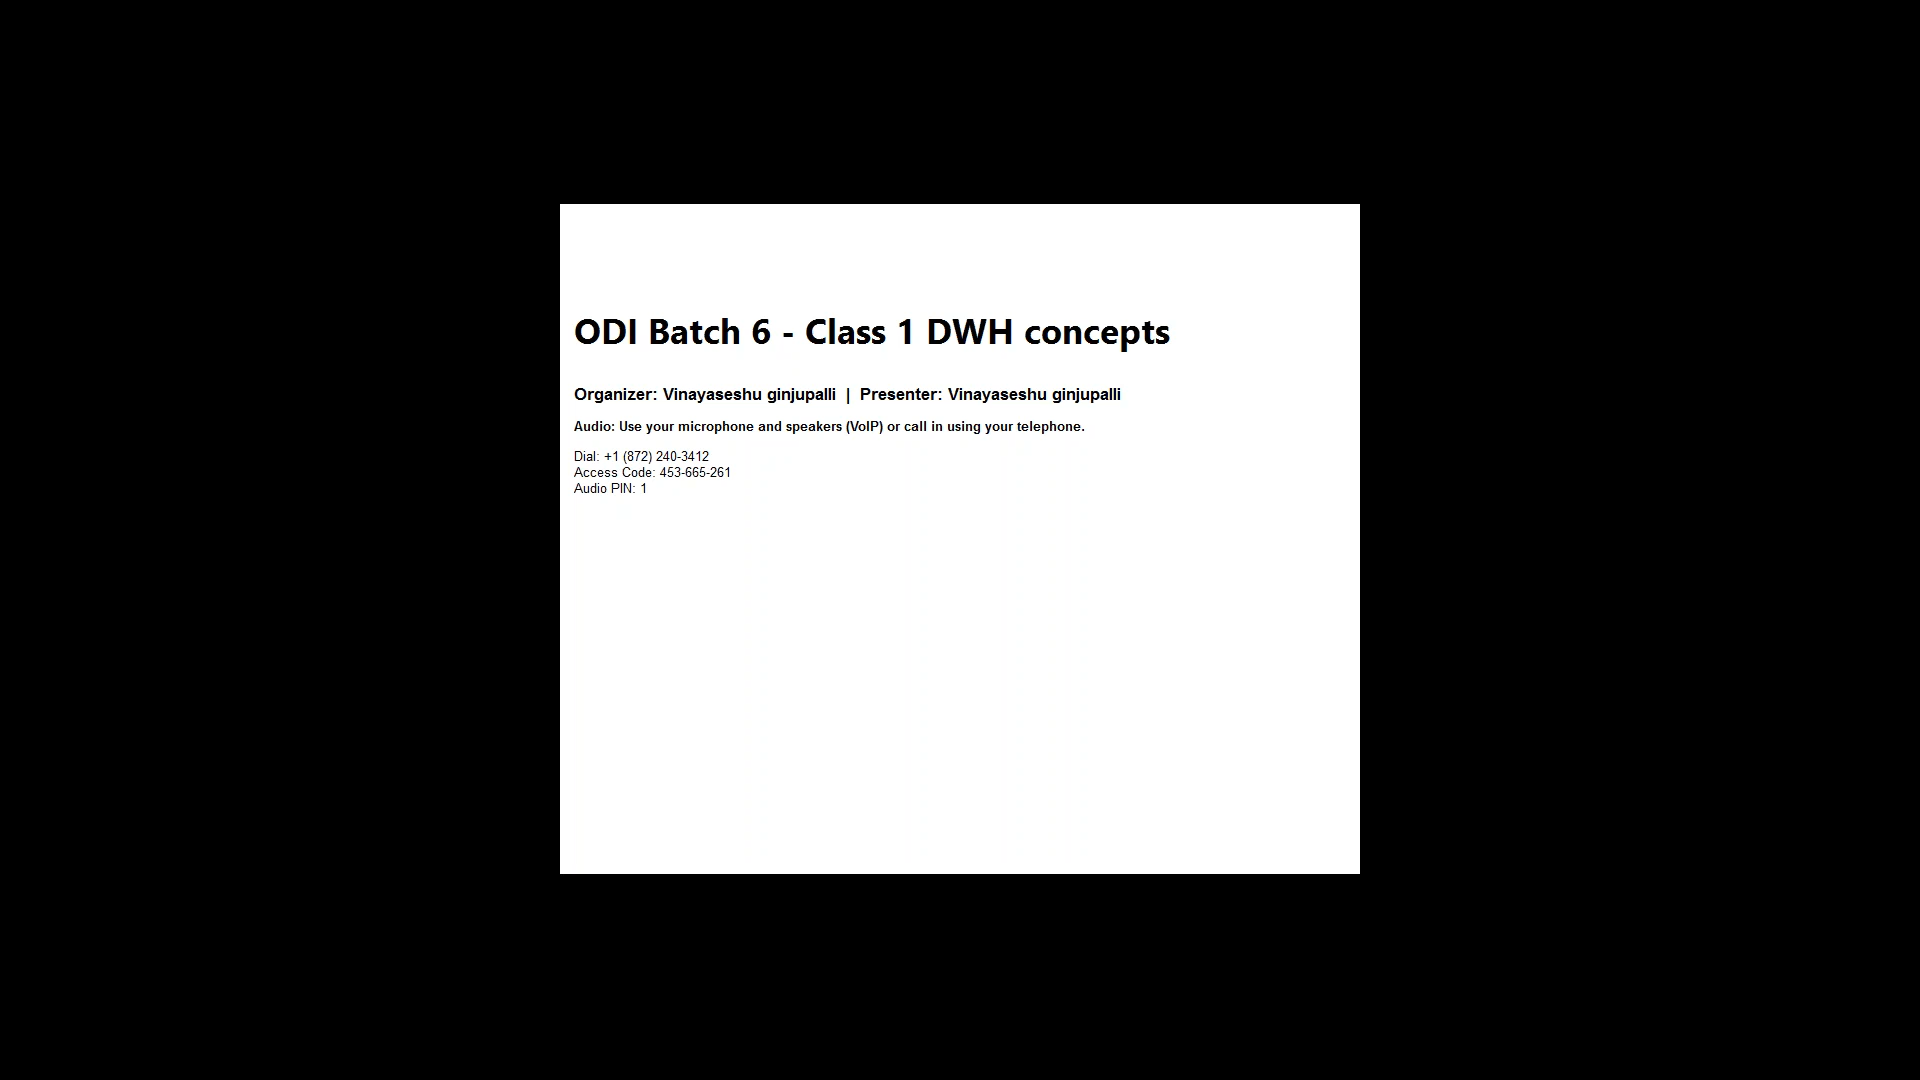 ODI Batch 6 - Class 1 DWH concepts
Organizer: Vinayaseshu ginjupalli | Presenter: Vinayaseshu ginjupalli
Audio: Use your microphone and speakers (VoIP) or call in using your telephone.
Dial: +1 (872) 240-3412
Access Code: 453-665-261
Audio PIN: 1